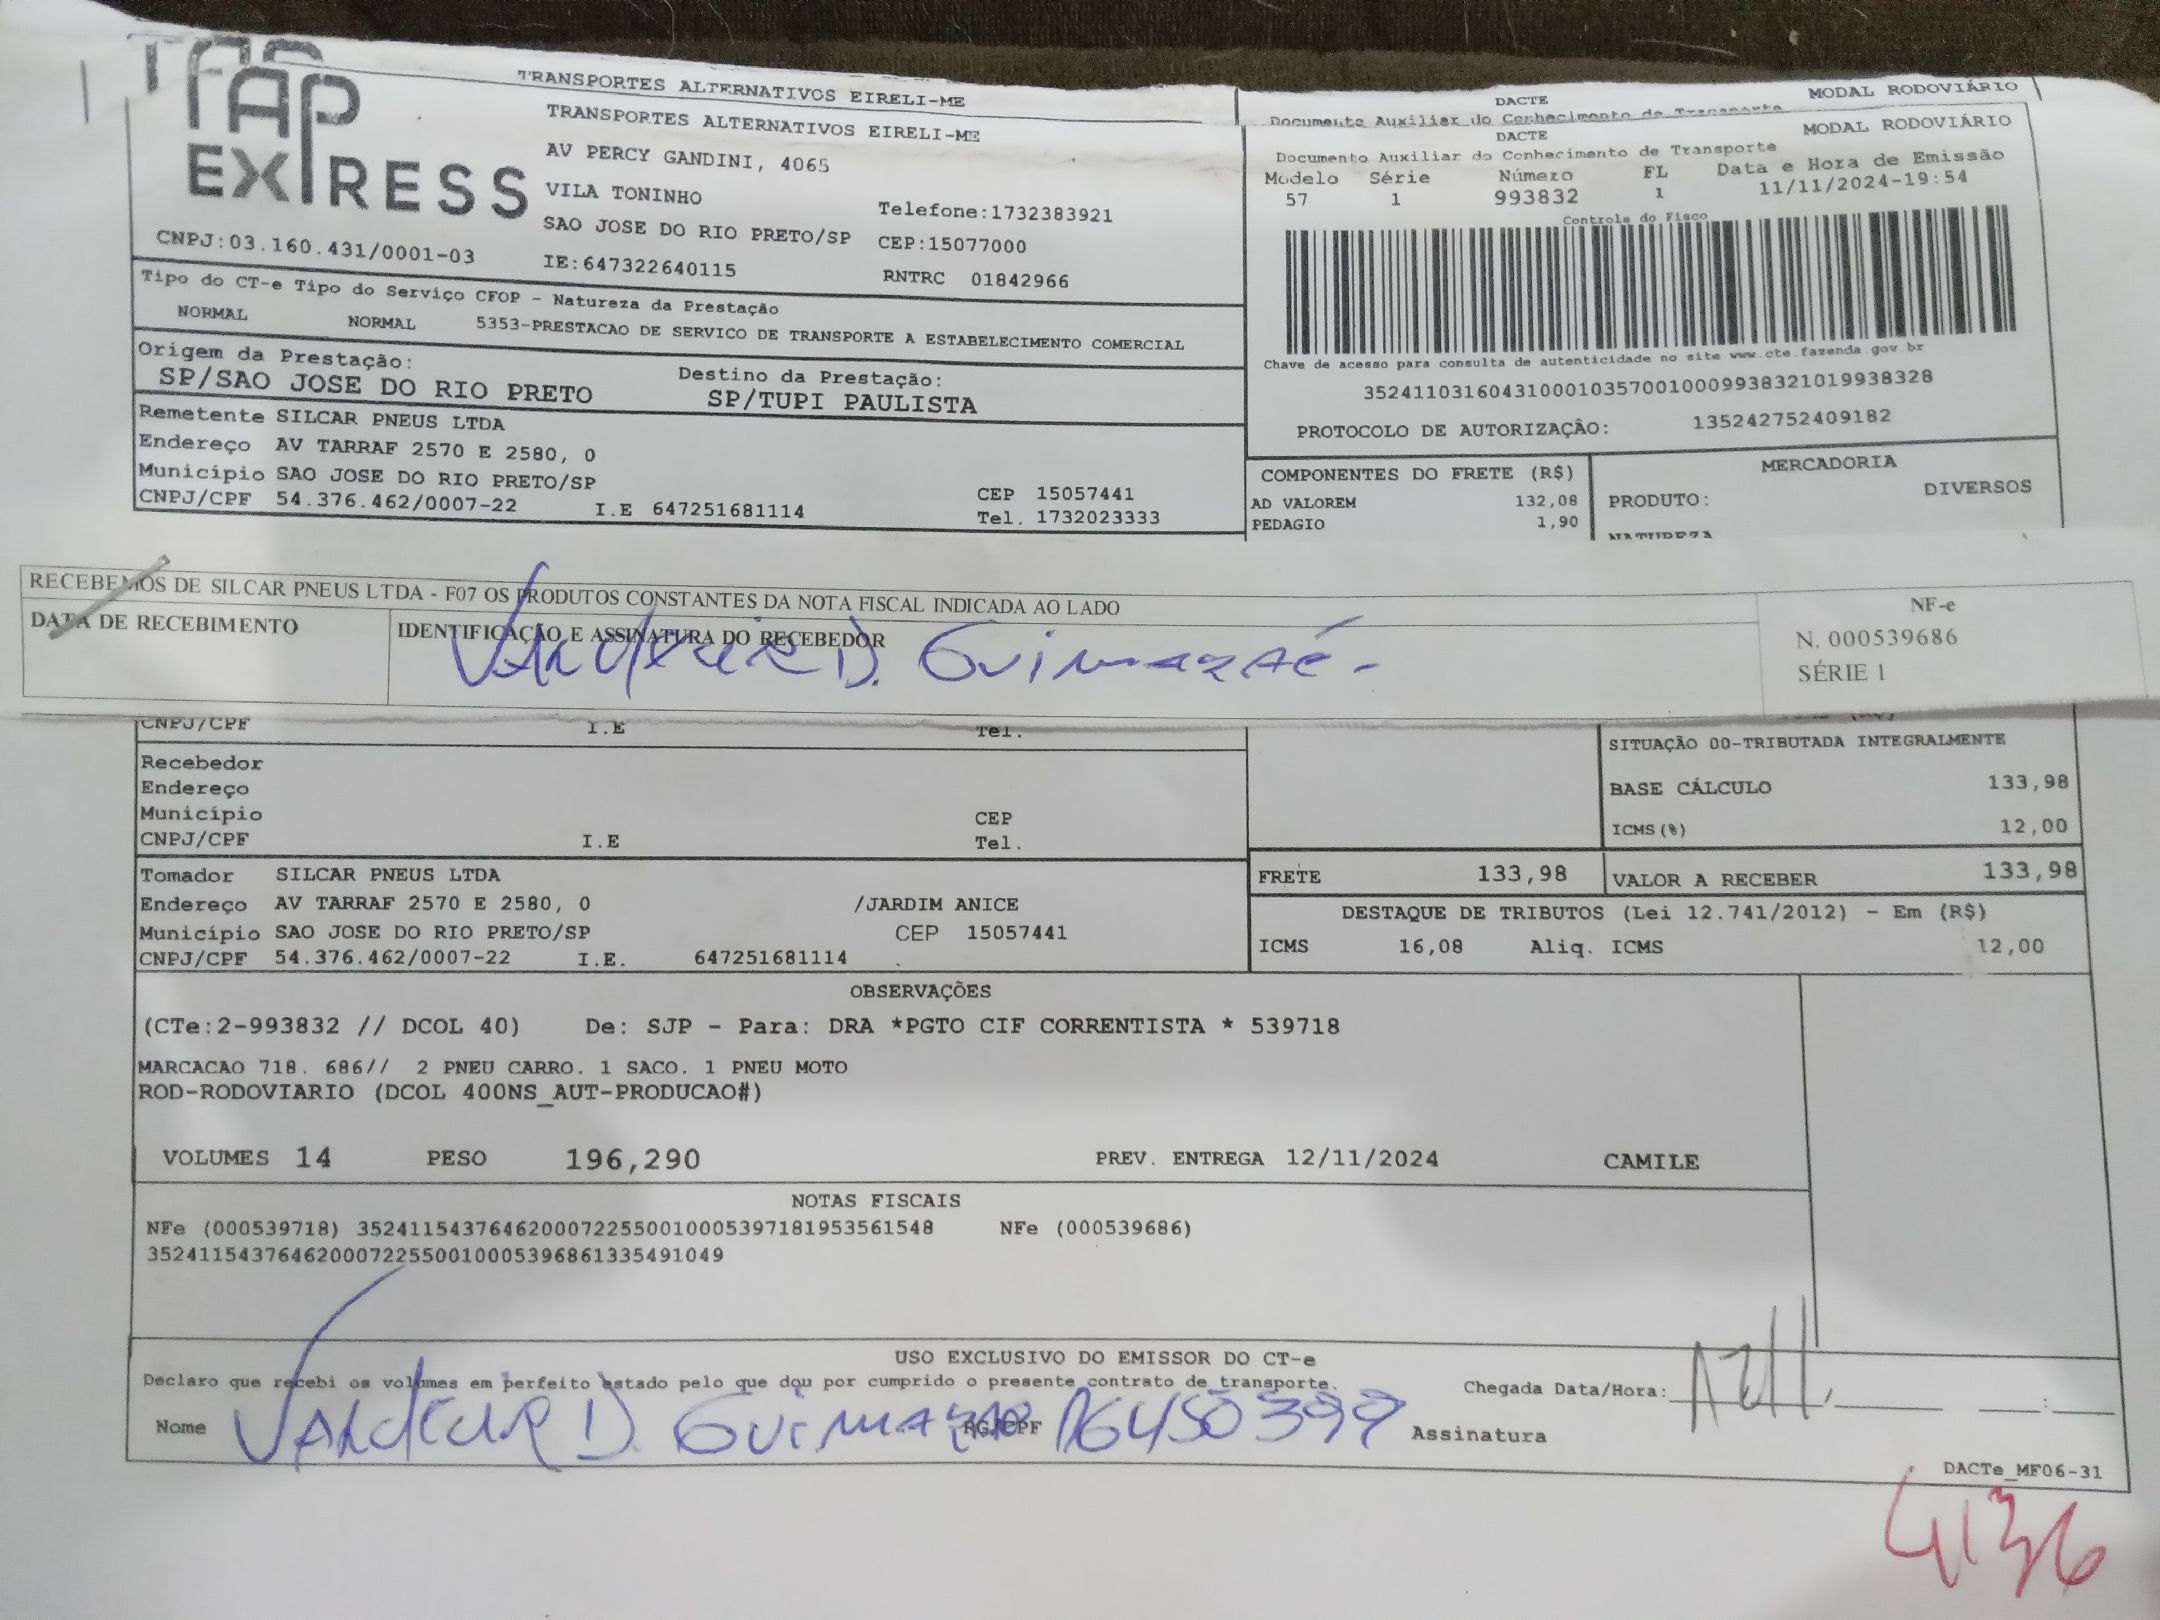 TAP
EXPRESS
TRANSPORTES ALTERNATIVOS EIRELI-ME
TRANSPORTES ALTERNATIVOS EIRELI-ME
AV PERCY GANDINI, 4065
VILA TONINHO
Telefone:1732383921
SAO JOSE DO RIO PRETO/SP CEP:15077000
CNPJ:03.160.431/0001-03
IE:647322640115 RNTRC 01842966
DACTE MODAL RODOVIÁRIO
Documento Auxiliar do Conhecimento de Transporte
DACTE MODAL RODOVIÁRIO
Documento Auxiliar do Conhecimento de Transporte
Modelo Série Número FL Data e Hora de Emissão
57 1 993832 1 11/11/2024-19:54
Controle do Fisco
Chave de acesso para consulta de autenticidade no site www.cte.fazenda.gov.br
35241103160431000103570010009938321019938328
PROTOCOLO DE AUTORIZAÇÃO: 135242752409182
Tipo do CT-e Tipo do Serviço CFOP - Natureza da Prestação
NORMAL NORMAL 5353-PRESTACAO DE SERVICO DE TRANSPORTE A ESTABELECIMENTO COMERCIAL
Origem da Prestação: Destino da Prestação:
SP/SAO JOSE DO RIO PRETO SP/TUPI PAULISTA
Remetente SILCAR PNEUS LTDA
Endereço AV TARRAF 2570 E 2580, 0
Município SAO JOSE DO RIO PRETO/SP CEP 15057441
CNPJ/CPF 54.376.462/0007-22 I.E 647251681114 Tel. 1732023333
COMPONENTES DO FRETE (R$)
AD VALOREM 132,08
PEDAGIO 1,90
MERCADORIA
PRODUTO: DIVERSOS
NATUREZA
RECEBEMOS DE SILCAR PNEUS LTDA - F07 OS PRODUTOS CONSTANTES DA NOTA FISCAL INDICADA AO LADO
DATA DE RECEBIMENTO IDENTIFICAÇÃO E ASSINATURA DO RECEBEDOR
NF-e
N. 000539686
SÉRIE 1
CNPJ/CPF I.E Tel.
Recebedor
Endereço
Município CEP
CNPJ/CPF I.E Tel.
SITUAÇÃO 00-TRIBUTADA INTEGRALMENTE
BASE CÁLCULO 133,98
ICMS(%) 12,00
FRETE 133,98 VALOR A RECEBER 133,98
Tomador SILCAR PNEUS LTDA
Endereço AV TARRAF 2570 E 2580, 0 /JARDIM ANICE
Município SAO JOSE DO RIO PRETO/SP CEP 15057441
CNPJ/CPF 54.376.462/0007-22 I.E. 647251681114
DESTAQUE DE TRIBUTOS (Lei 12.741/2012) - Em (R$)
ICMS 16,08 Aliq. ICMS 12,00
OBSERVAÇÕES
(CTe:2-993832 // DCOL 40) De: SJP - Para: DRA *PGTO CIF CORRENTISTA * 539718
MARCACAO 718. 686// 2 PNEU CARRO. 1 SACO. 1 PNEU MOTO
ROD-RODOVIARIO (DCOL 400NS_AUT-PRODUCAO#)
VOLUMES 14 PESO 196,290 PREV. ENTREGA 12/11/2024 CAMILE
NOTAS FISCAIS
NFe (000539718) 35241154376462000722550010005397181953561548 NFe (000539686)
35241154376462000722550010005396861335491049
USO EXCLUSIVO DO EMISSOR DO CT-e
Declaro que recebi os volumes em perfeito estado pelo que dou por cumprido o presente contrato de transporte.
Chegada Data/Hora:
Nome RG/CPF Assinatura
DACTe_MF06-31
4136